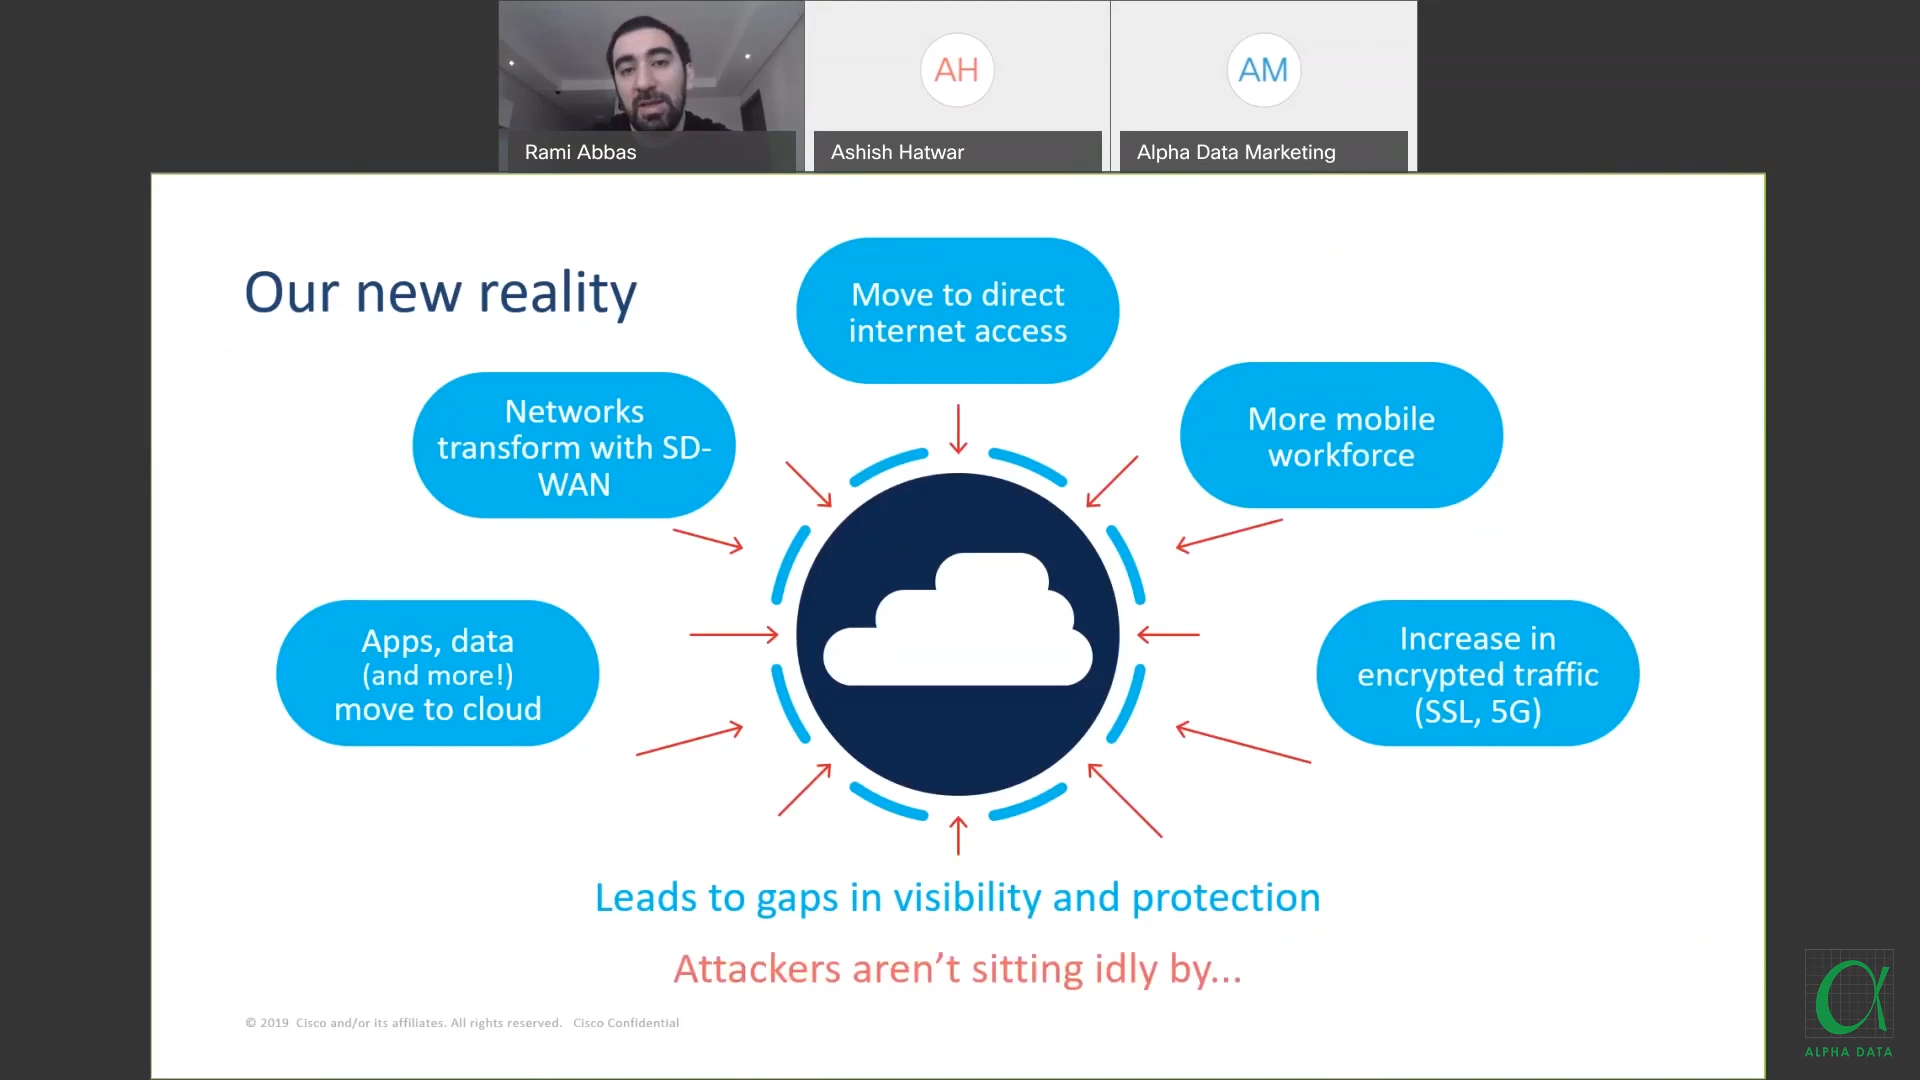 AH
AM
Rami Abbas
Ashish Hatwar
Alpha Data Marketing
Our new reality
Move to direct
internet access
Networks
transform with SD-
WAN
More mobile
workforce
Apps, data
(and more!)
move to cloud
Increase in
encrypted traffic
(SSL, 5G)
Leads to gaps in visibility and protection
Attackers aren’t sitting idly by...
© 2019 Cisco and/or its affiliates. All rights reserved. Cisco Confidential
ALPHA DATA